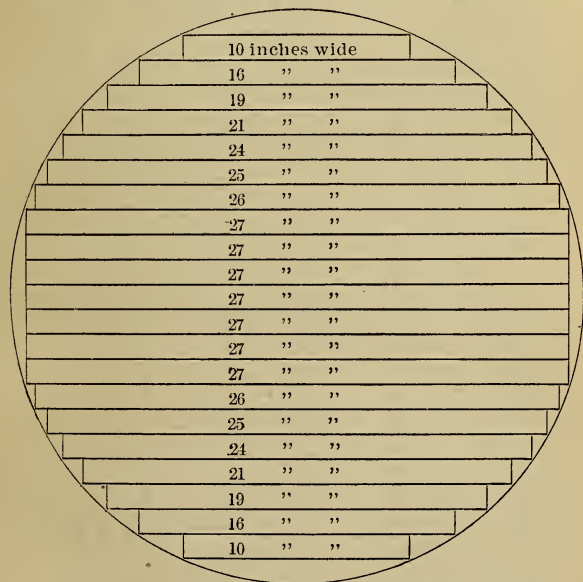 10 inches wide
16 ” ”
19 ” ”
21 ” ”
24 ” ”
25 ” ”
26 ” ”
27 ” ”
27 ” ”
27 ” ”
27 ” ”
27 ” ”
27 ” ”
27 ” ”
26 ” ”
25 ” ”
24 ” ”
21 ” ”
19 ” ”
16 ” ”
10 ” ”